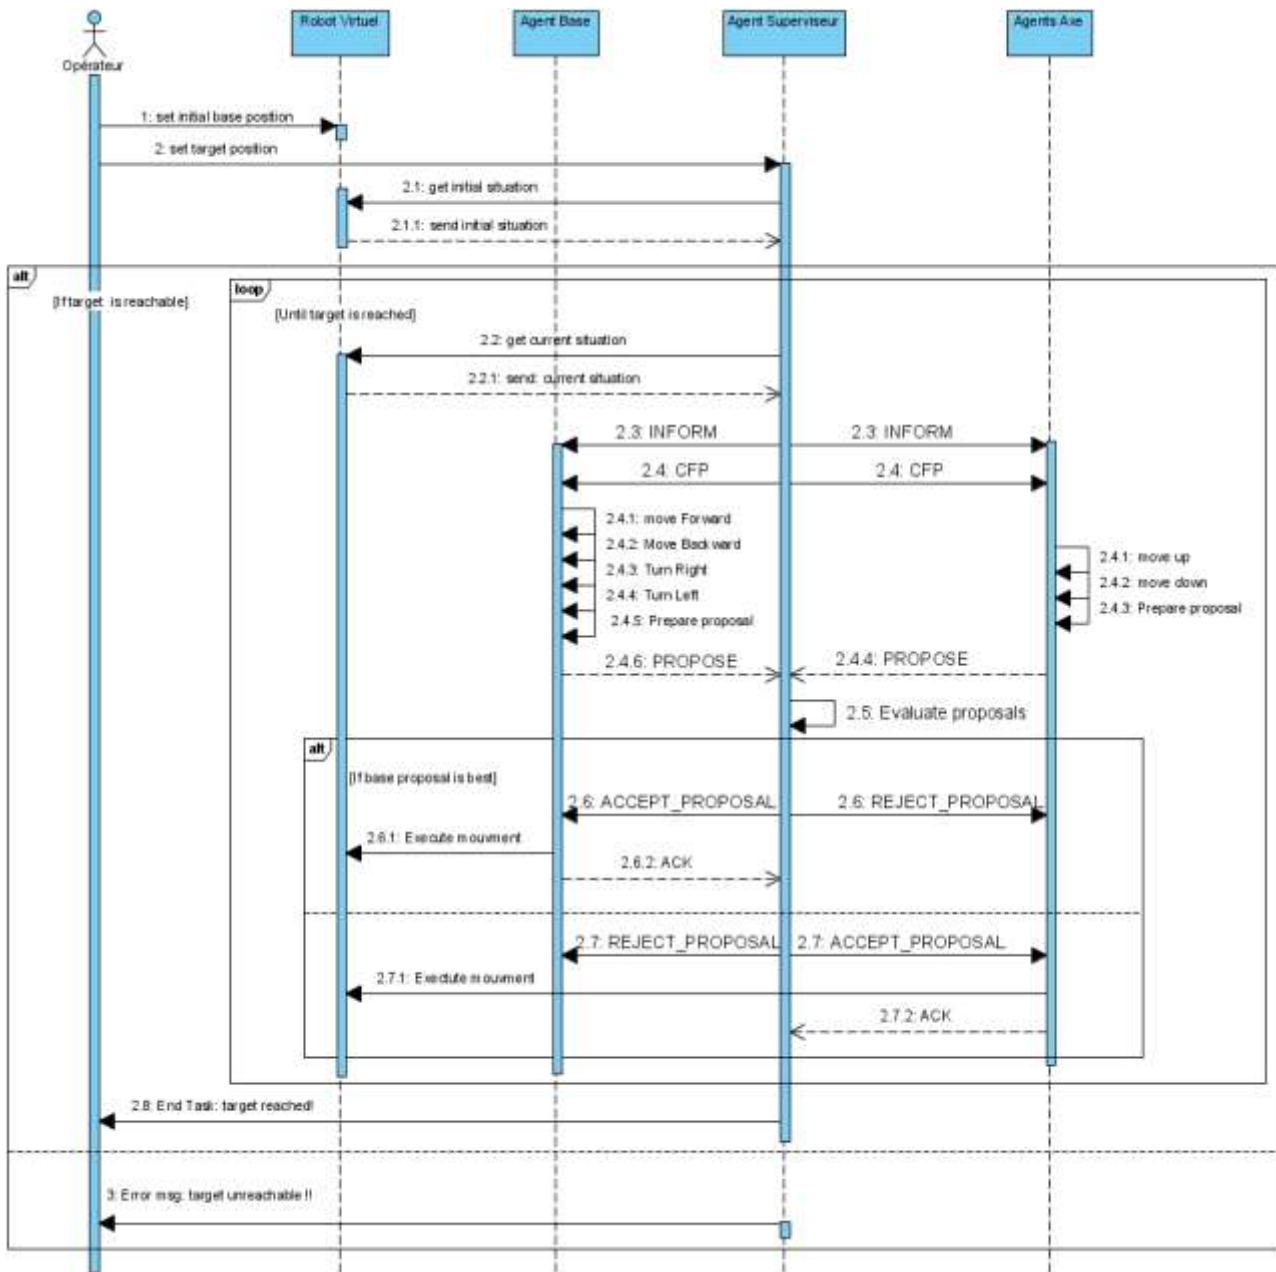 Robot Virtuel
Agent Base
Agent Superviseur
Agents Axe
Opérateur
1: set initial base position
2: set target position
2.1: get initial situation
2.1.1: send initial situation
alt
[If target is reachable]
loop
[Until target is reached]
2.2: get current situation
2.2.1: send: current situation
2.3: INFORM
2.3: INFORM
2.4: CFP
2.4: CFP
2.4.1: move Forward
2.4.2: Move Backward
2.4.3: Turn Right
2.4.4: Turn Left
2.4.5: Prepare proposal
2.4.1: move up
2.4.2: move down
2.4.3: Prepare proposal
2.4.6: PROPOSE
2.4.4: PROPOSE
2.5: Evaluate proposals
alt
[If base proposal is best]
2.6: ACCEPT_PROPOSAL
2.6: REJECT_PROPOSAL
2.6.1: Execute mouvment
2.6.2: ACK
2.7: REJECT_PROPOSAL
2.7: ACCEPT_PROPOSAL
2.7.1: Exectute mouvment
2.7.2: ACK
2.8: End Task: target reached!
3: Error msg: target unreachable !!